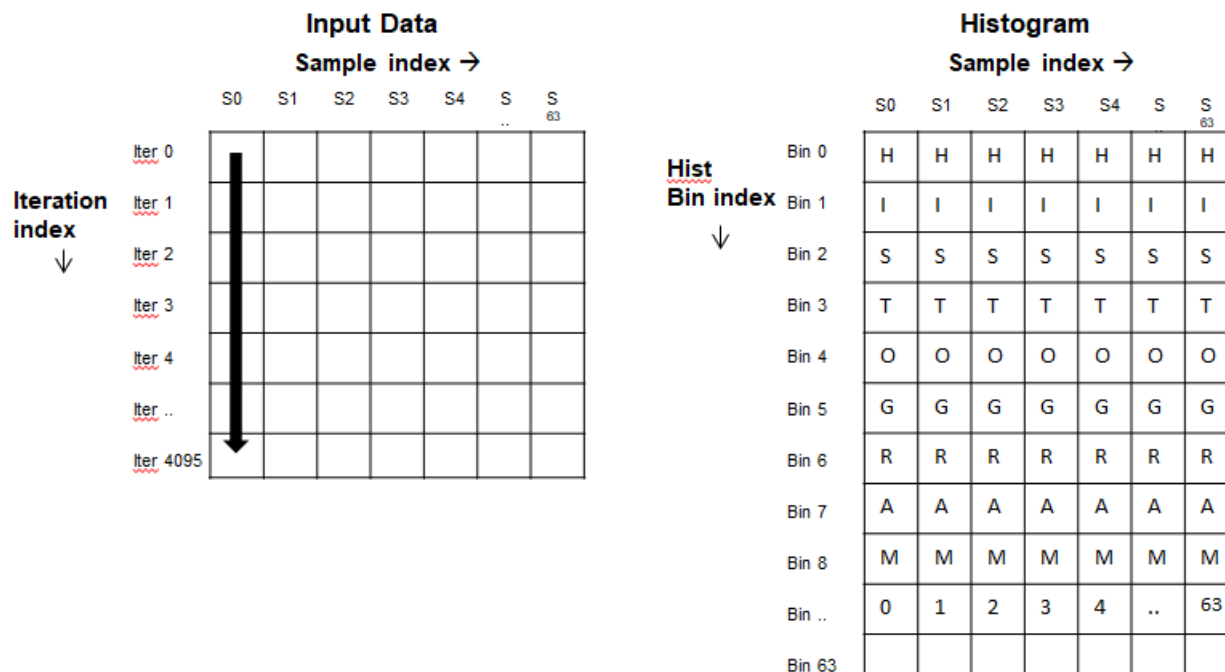 Input Data
Sample index →
S0 S1 S2 S3 S4 S .. S 63
Iter 0
Iter 1
Iter 2
Iter 3
Iter 4
Iter ..
Iter 4095
Iteration
index
↓
Histogram
Sample index →
S0 S1 S2 S3 S4 S .. S 63
Hist
Bin index
↓
Bin 0 H H H H H H H
Bin 1 I I I I I I I
Bin 2 S S S S S S S
Bin 3 T T T T T T T
Bin 4 O O O O O O O
Bin 5 G G G G G G G
Bin 6 R R R R R R R
Bin 7 A A A A A A A
Bin 8 M M M M M M M
Bin .. 0 1 2 3 4 .. 63
Bin 63